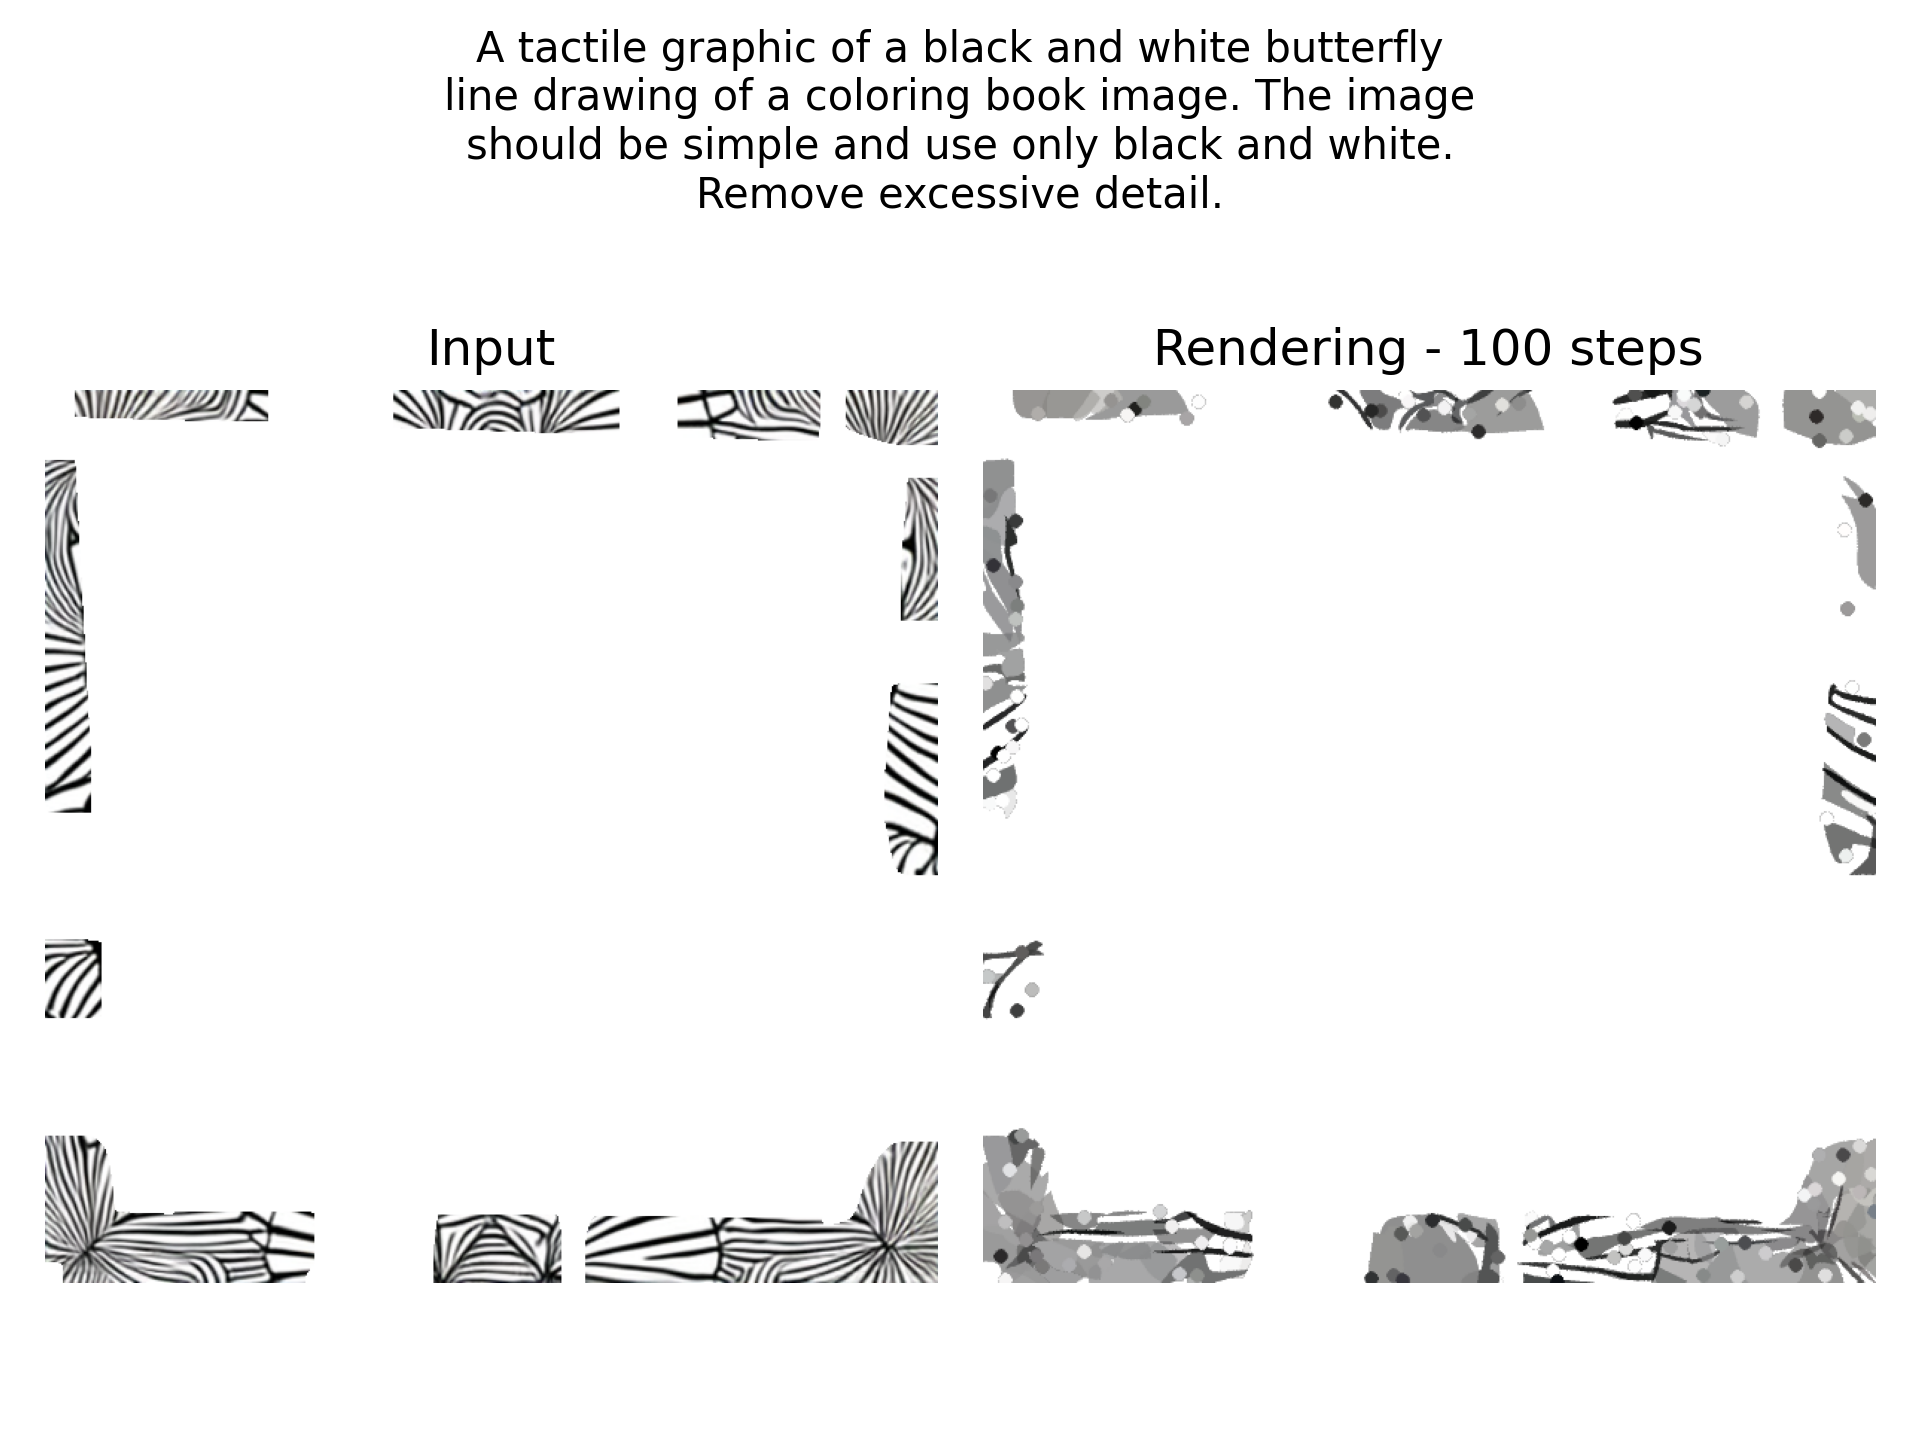 A tactile graphic of a black and white butterfly
line drawing of a coloring book image. The image
should be simple and use only black and white.
Remove excessive detail.
Input
Rendering - 100 steps